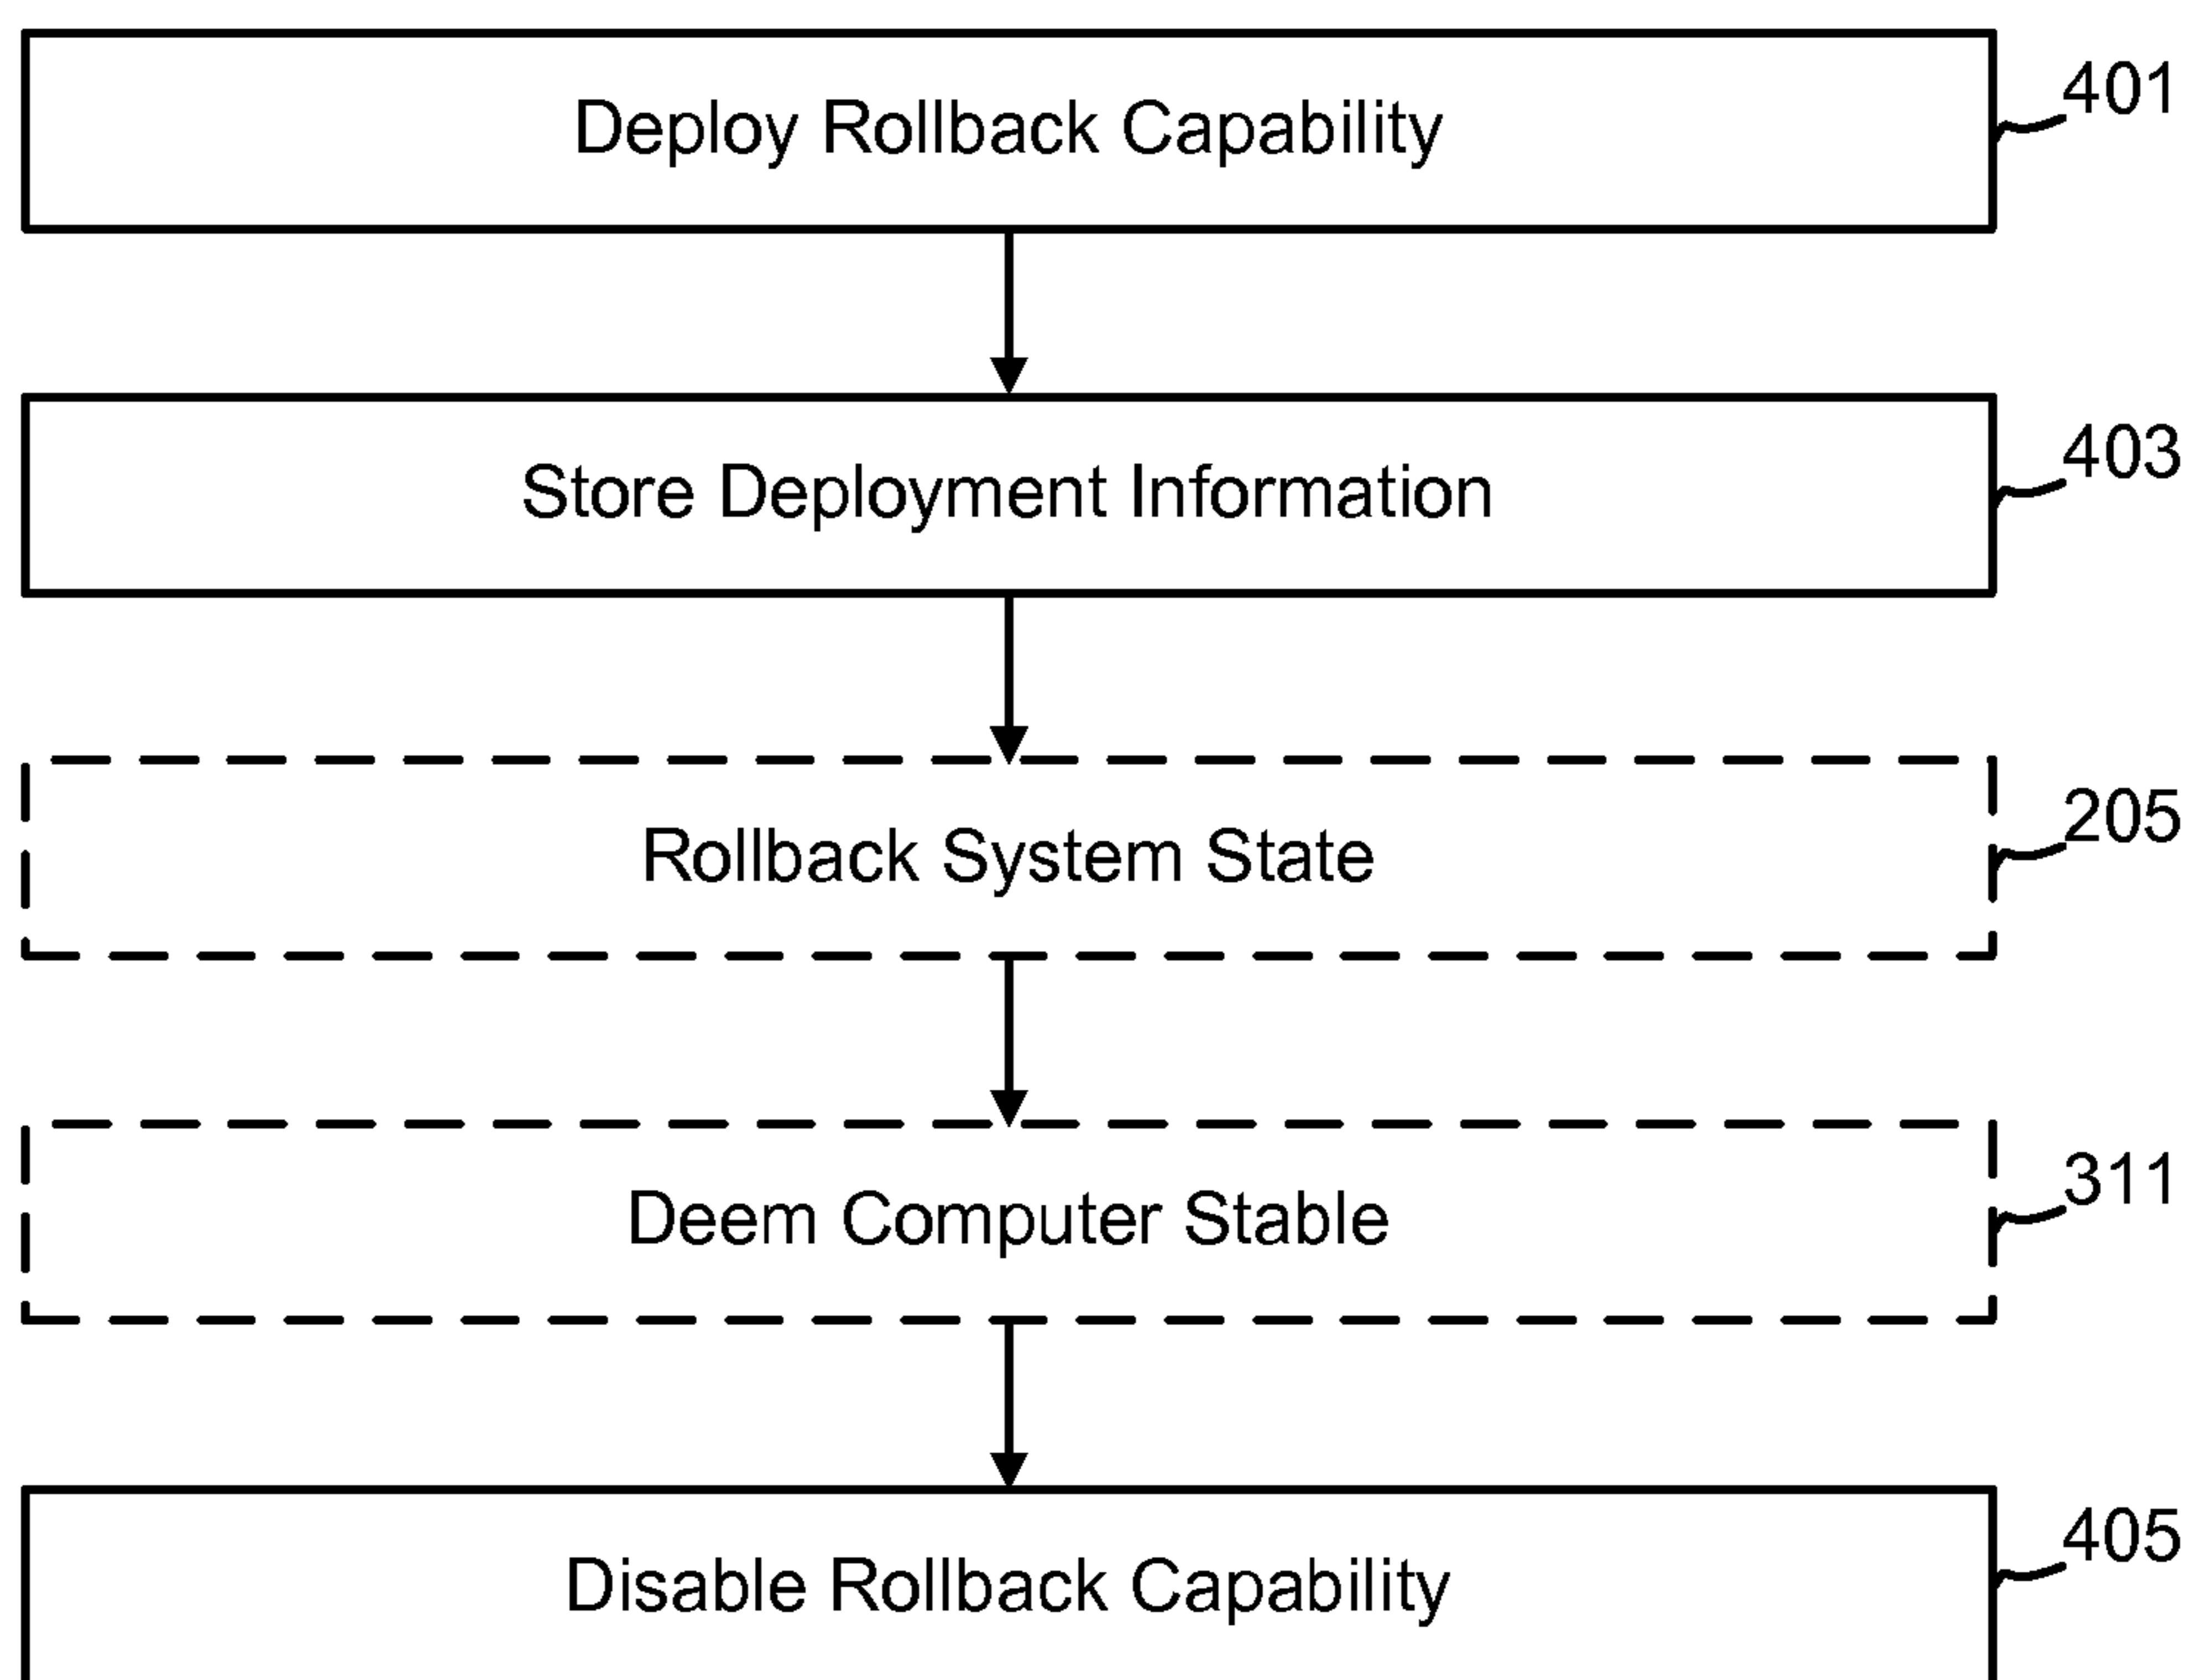 Deploy Rollback Capability
401
Store Deployment Information
403
Rollback System State
205
Deem Computer Stable
311
Disable Rollback Capability
405